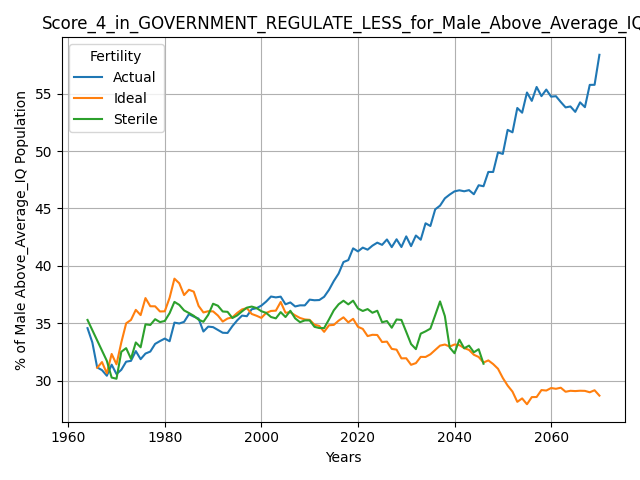 Score_4_in_GOVERNMENT_REGULATE_LESS_for_Male_Above_Average_IQ
Fertility
Actual
Ideal
Sterile
% of Male Above_Average_IQ Population
55
50
45
40
35
30
1960 1980 2000 2020 2040 2060
Years